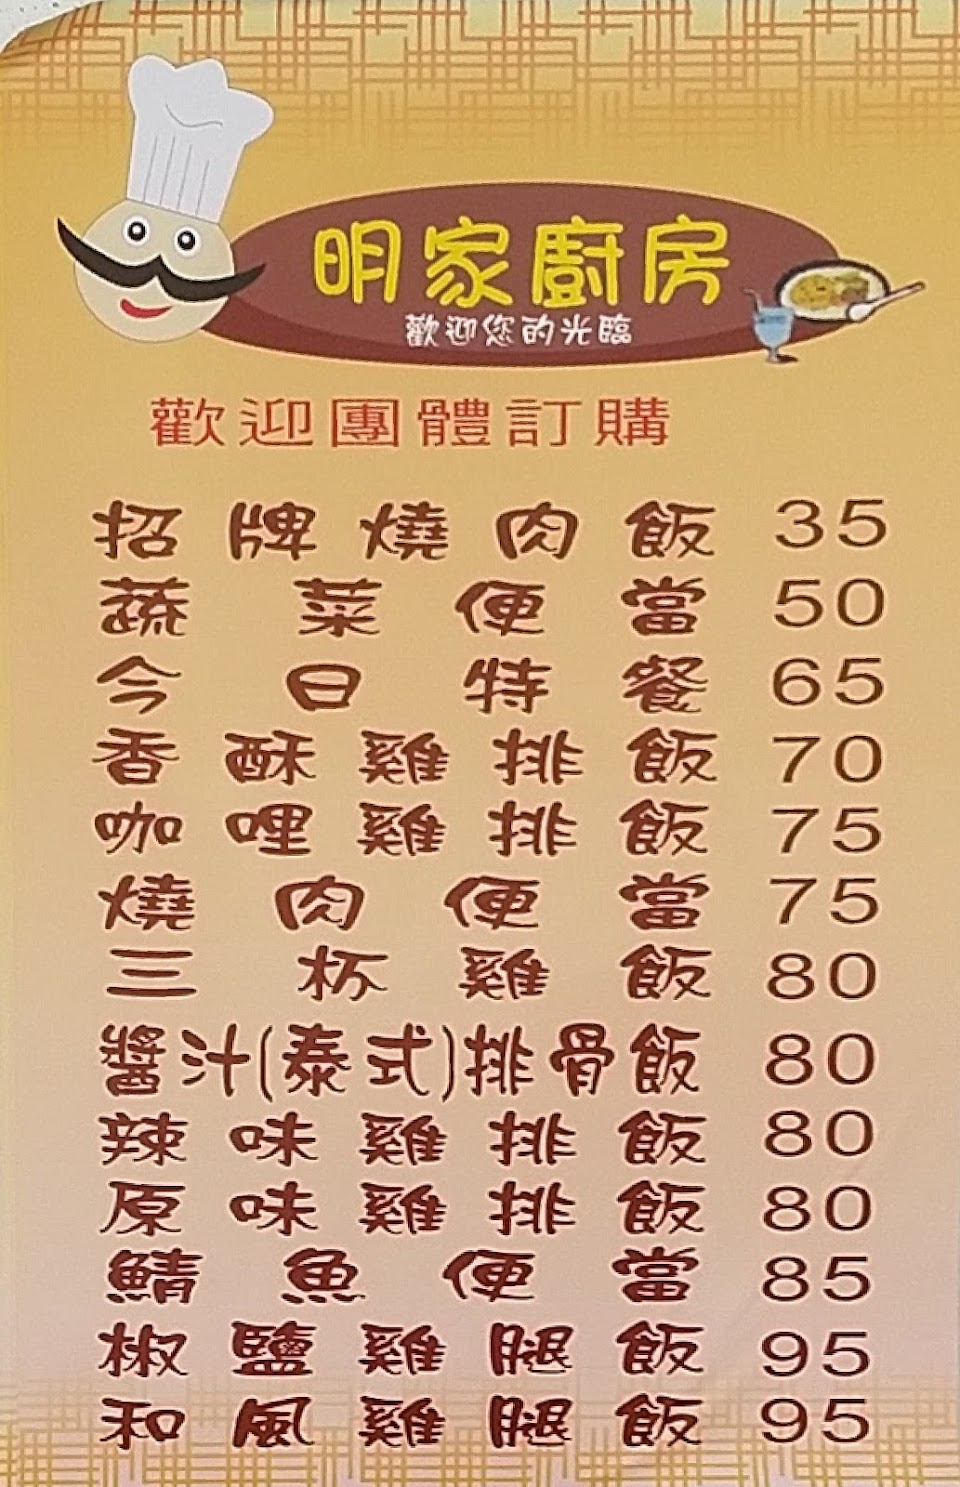 明家廚房
歡迎您的光臨
歡迎團體訂購
招牌燒肉飯 35
蔬菜便當 50
今日特餐 65
香酥雞排飯 70
咖哩雞排飯 75
燒肉便當 75
三杯雞飯 80
醬汁(泰式)排骨飯 80
辣味雞排飯 80
原味雞排飯 80
鯖魚便當 85
椒鹽雞腿飯 95
和風雞腿飯 95